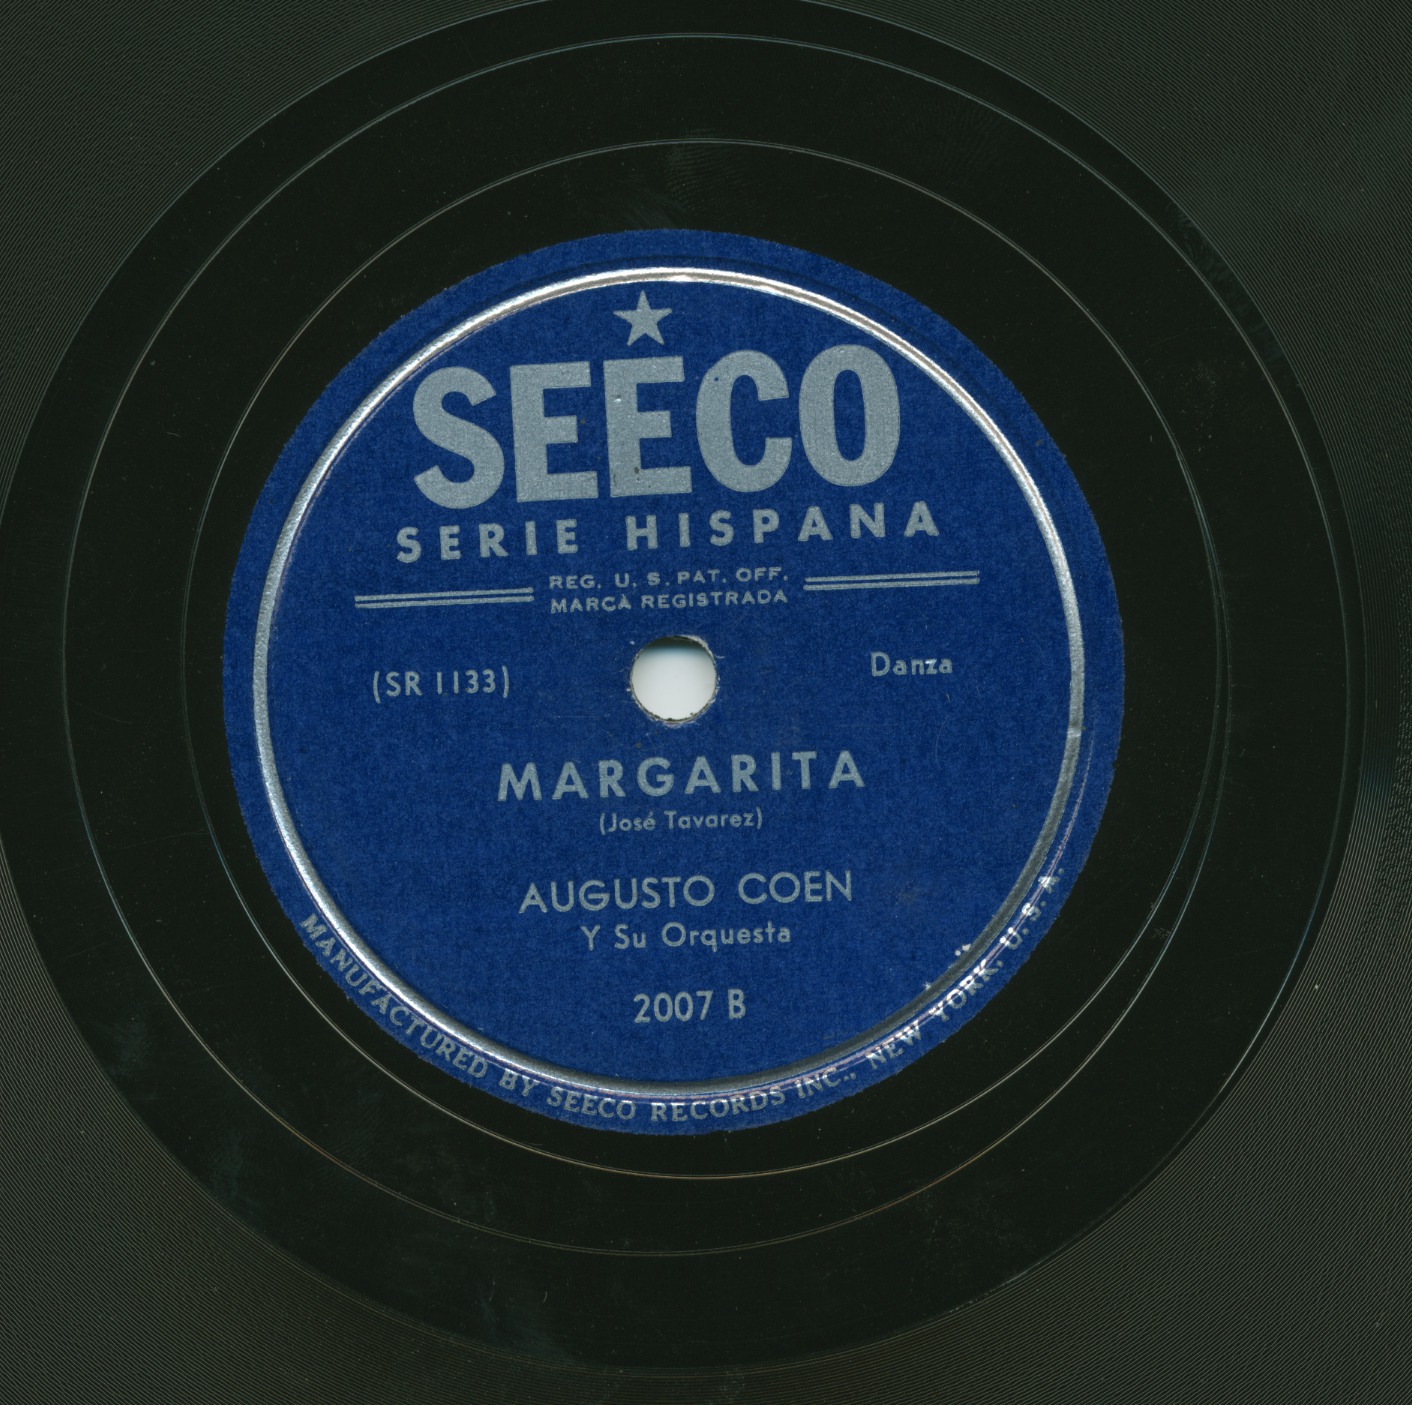 SEECO
SERIE HISPANA
REG. U. S. PAT. OFF.
MARCA REGISTRADA
(SR 1133)
Danza
MARGARITA
(José Tavarez)
AUGUSTO COEN
Y Su Orquesta
2007 B
MANUFACTURED BY SEECO RECORDS INC., NEW YORK, U. S. A.